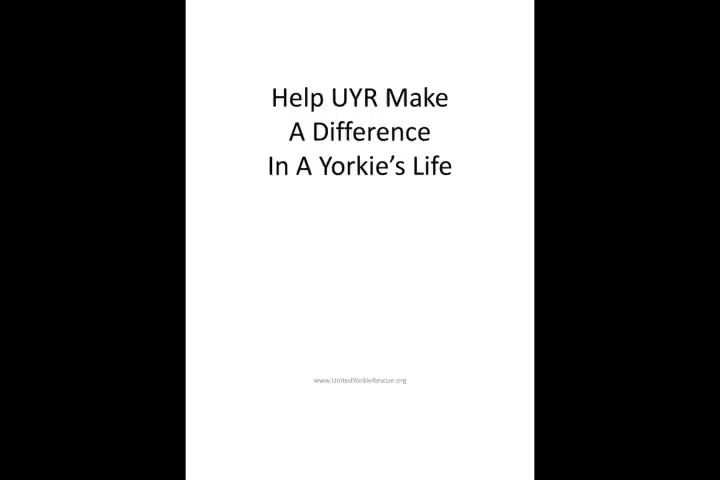 Help UYR Make
A Difference
In A Yorkie’s Life
www.UnitedYorkieRescue.org